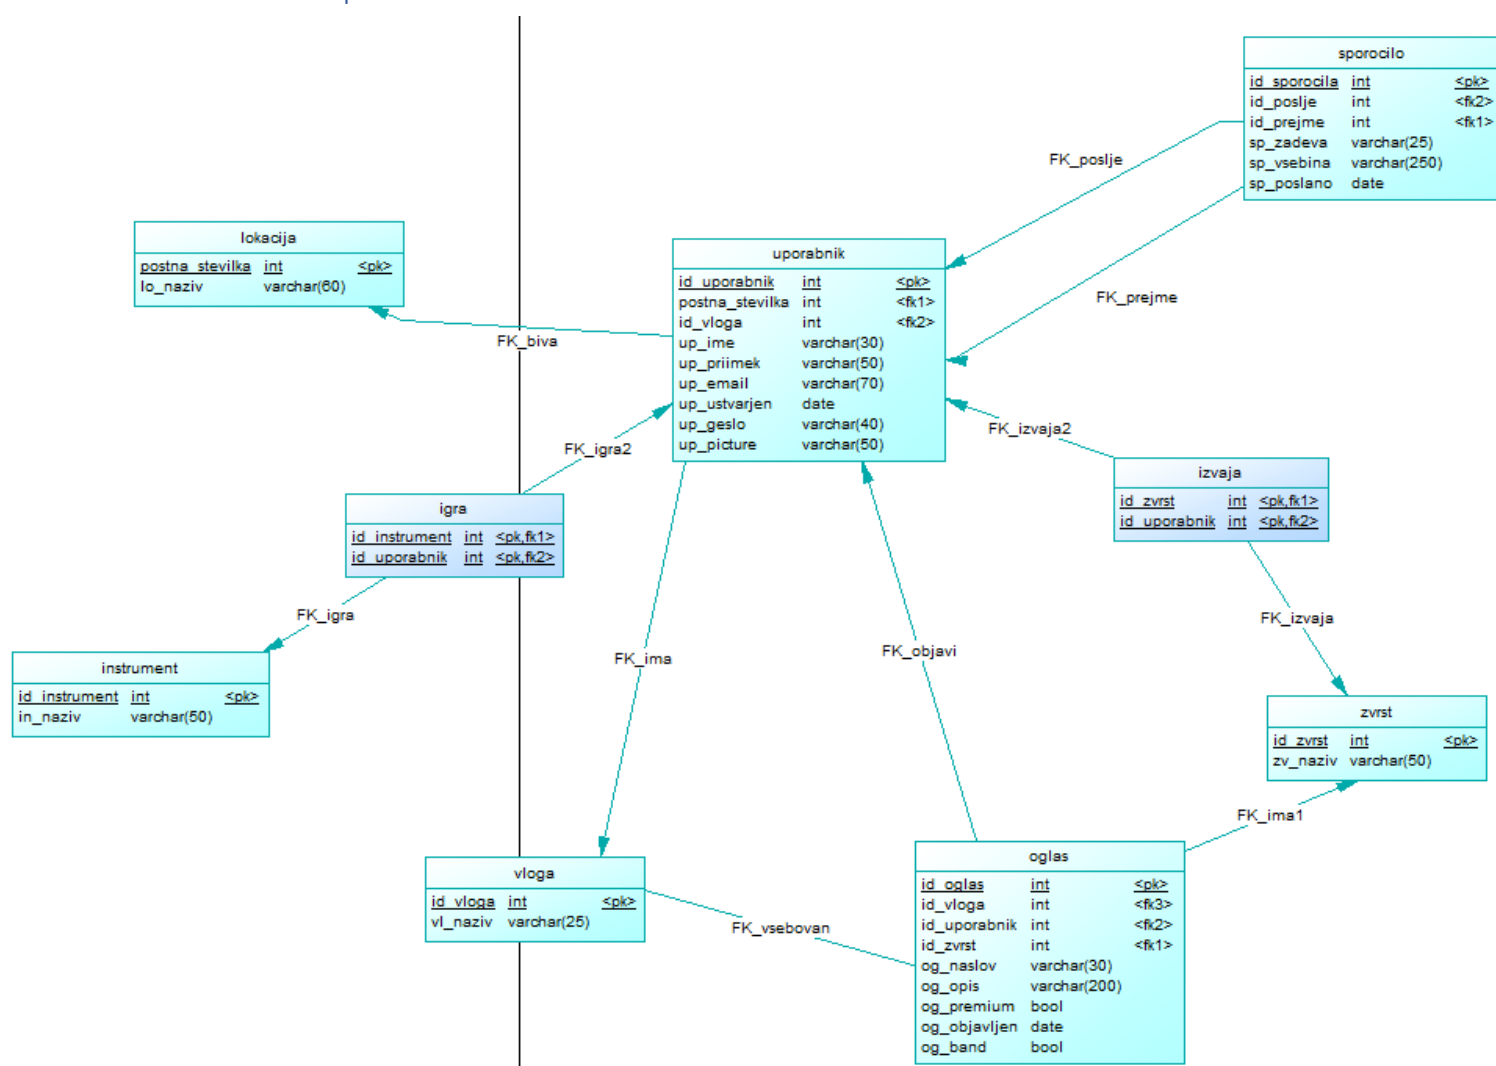 sporocilo
id_sporocila int <pk>
id_poslje int <fk2>
id_prejme int <fk1>
sp_zadeva varchar(25)
sp_vsebina varchar(250)
sp_poslano date
FK_poslje
FK_prejme
lokacija
postna_stevilka int <pk>
lo_naziv varchar(60)
FK_biva
uporabnik
id_uporabnik int <pk>
postna_stevilka int <fk1>
id_vloga int <fk2>
up_ime varchar(30)
up_priimek varchar(50)
up_email varchar(70)
up_ustvarjen date
up_geslo varchar(40)
up_picture varchar(50)
FK_igra2
FK_izvaja2
igra
id_instrument int <pk,fk1>
id_uporabnik int <pk,fk2>
izvaja
id_zvrst int <pk,fk1>
id_uporabnik int <pk,fk2>
FK_igra
FK_izvaja
instrument
id_instrument int <pk>
in_naziv varchar(50)
FK_ima
FK_objavi
zvrst
id_zvrst int <pk>
zv_naziv varchar(50)
FK_ima1
vloga
id_vloga int <pk>
vl_naziv varchar(25)
FK_vsebovan
oglas
id_oglas int <pk>
id_vloga int <fk3>
id_uporabnik int <fk2>
id_zvrst int <fk1>
og_naslov varchar(30)
og_opis varchar(200)
og_premium bool
og_objavljen date
og_band bool